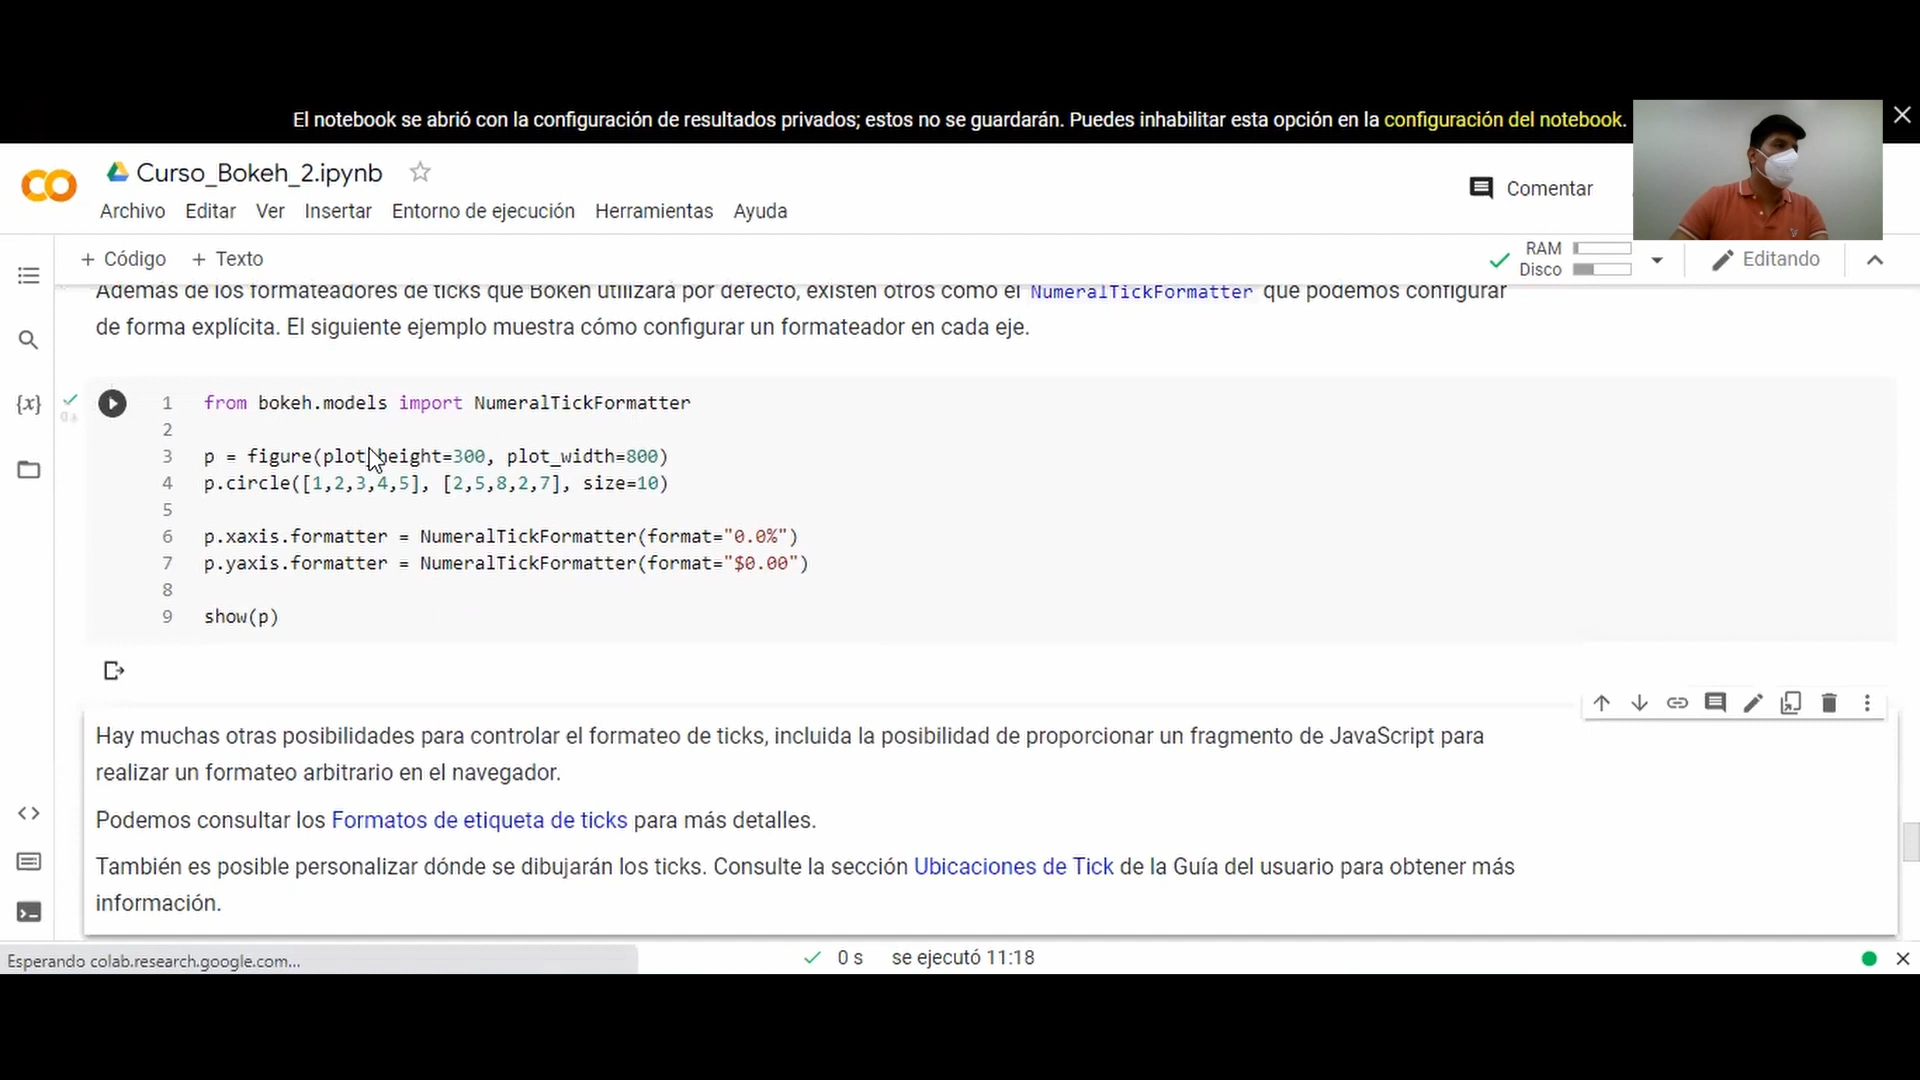 El notebook se abrió con la configuración de resultados privados; estos no se guardarán. Puedes inhabilitar esta opción en la configuración del notebook.
Curso_Bokeh_2.ipynb
Comentar
Archivo Editar Ver Insertar Entorno de ejecución Herramientas Ayuda
+ Código + Texto
RAM
Disco
Editando
Además de los formateadores de ticks que Bokeh utilizará por defecto, existen otros como el NumeralTickFormatter que podemos configurar
de forma explícita. El siguiente ejemplo muestra cómo configurar un formateador en cada eje.
{x}
0 s
1 from bokeh.models import NumeralTickFormatter
2
3 p = figure(plot_height=300, plot_width=800)
4 p.circle([1,2,3,4,5], [2,5,8,2,7], size=10)
5
6 p.xaxis.formatter = NumeralTickFormatter(format="0.0%")
7 p.yaxis.formatter = NumeralTickFormatter(format="$0.00")
8
9 show(p)
Hay muchas otras posibilidades para controlar el formateo de ticks, incluida la posibilidad de proporcionar un fragmento de JavaScript para
realizar un formateo arbitrario en el navegador.
Podemos consultar los Formatos de etiqueta de ticks para más detalles.
También es posible personalizar dónde se dibujarán los ticks. Consulte la sección Ubicaciones de Tick de la Guía del usuario para obtener más
información.
Esperando colab.research.google.com...
0 s se ejecutó 11:18